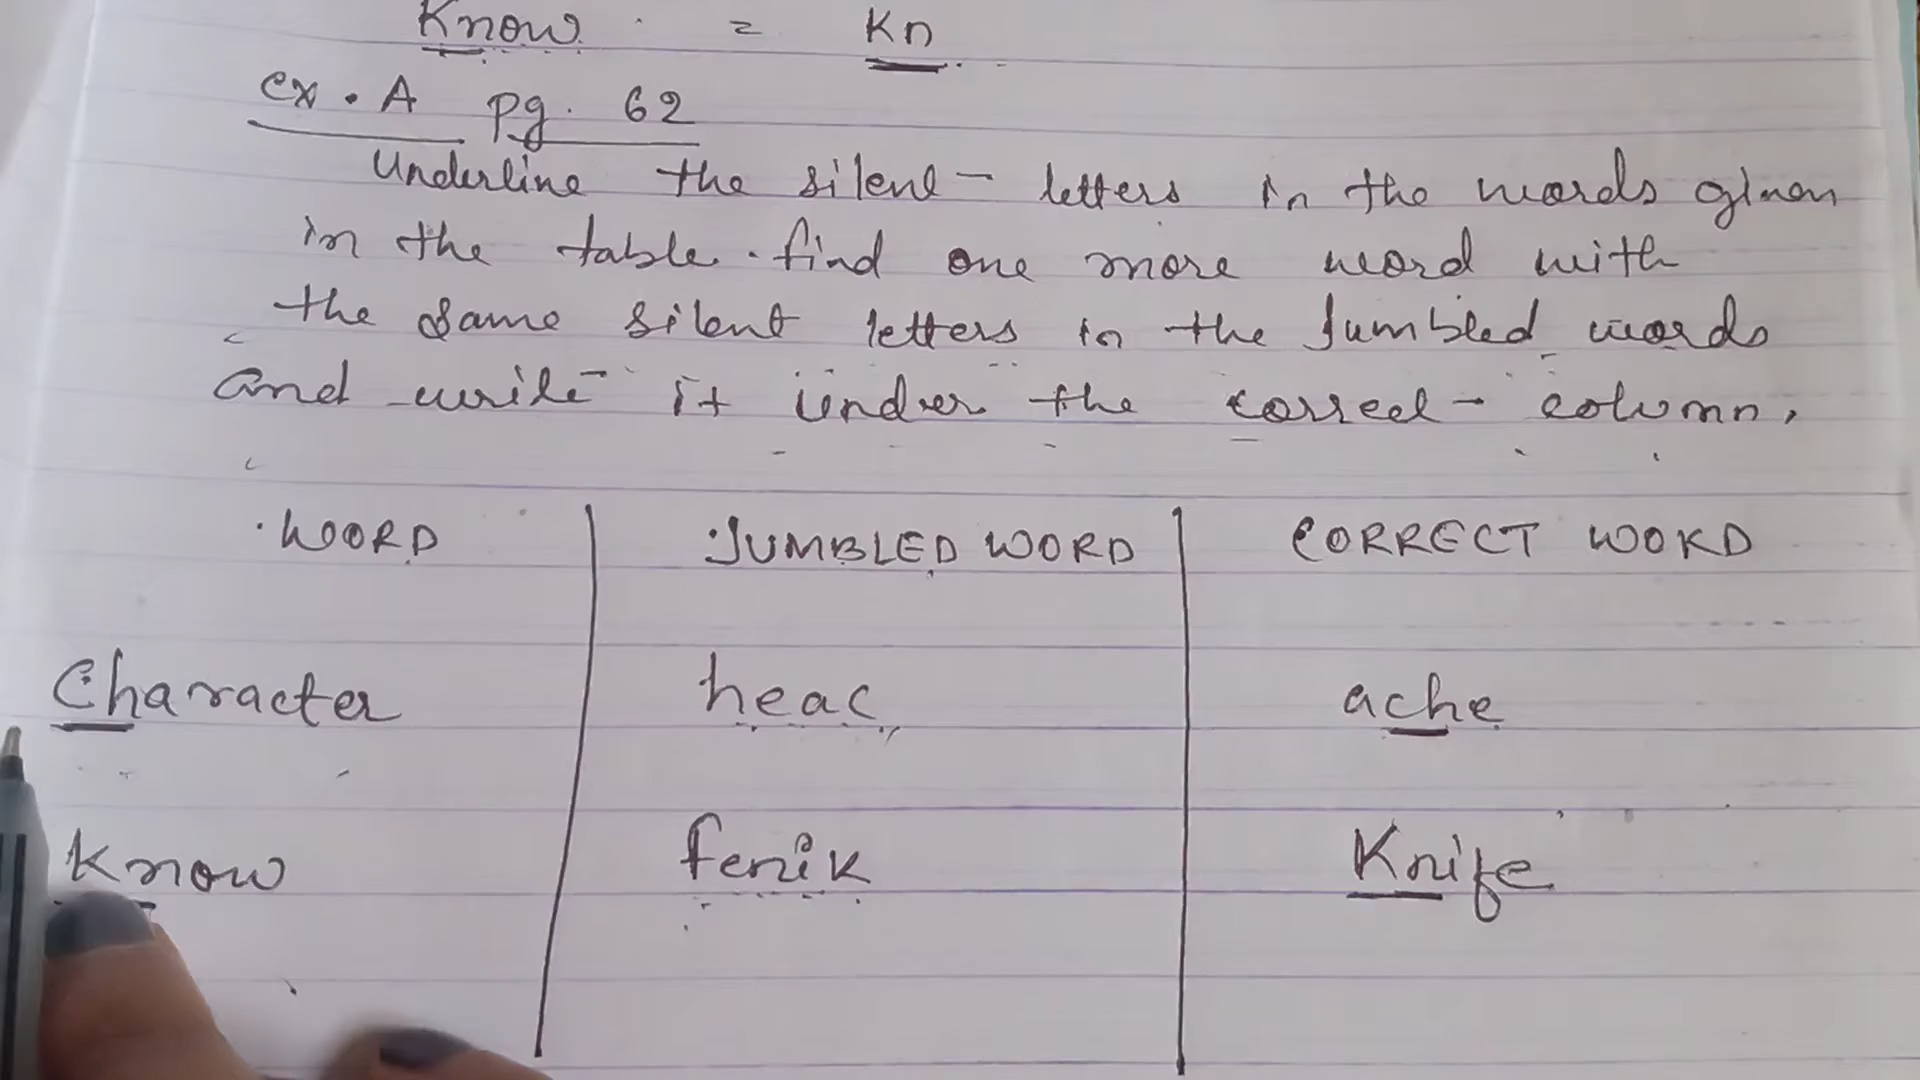 Know = Kn
ex. A pg. 62
Underline the silent letters in the words given
in the table. find one more word with
the same silent letters in the Jumbled words
and write it under the correct column.
WORD JUMBLED WORD CORRECT WORD
Character heac ache
Know fenik Knife